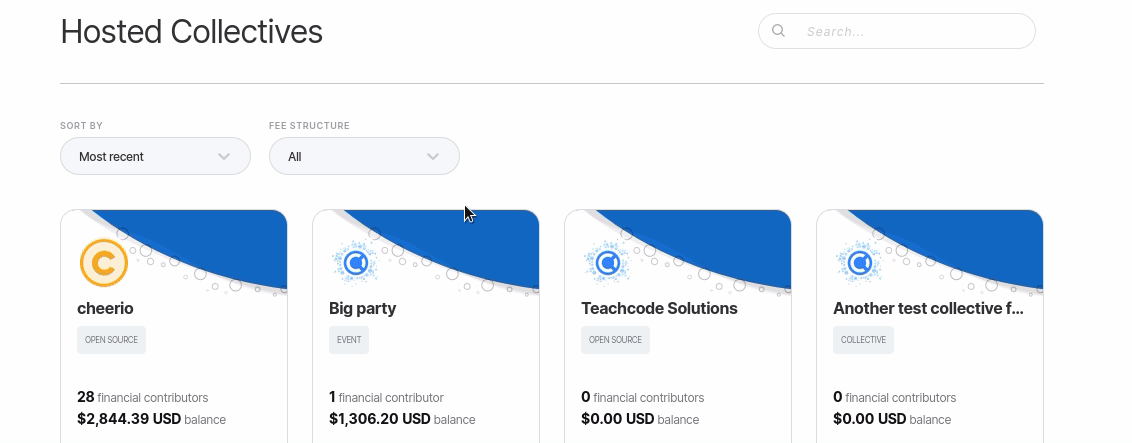 Hosted Collectives
Search...
SORT BY
FEE STRUCTURE
Most recent
All
cheerio
OPEN SOURCE
28 financial contributors
$2,844.39 USD balance
Big party
EVENT
1 financial contributor
$1,306.20 USD balance
Teachcode Solutions
OPEN SOURCE
0 financial contributors
$0.00 USD balance
Another test collective f...
COLLECTIVE
0 financial contributors
$0.00 USD balance